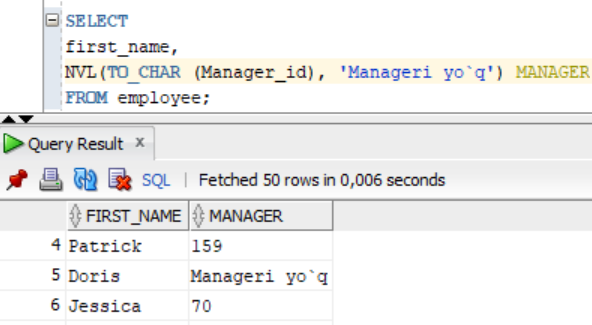 SELECT
first_name,
NVL(TO_CHAR (Manager_id), 'Manageri yo`q') MANAGER
FROM employee;
Query Result x
SQL | Fetched 50 rows in 0,006 seconds
FIRST_NAME MANAGER
4 Patrick 159
5 Doris Manageri yo`q
6 Jessica 70